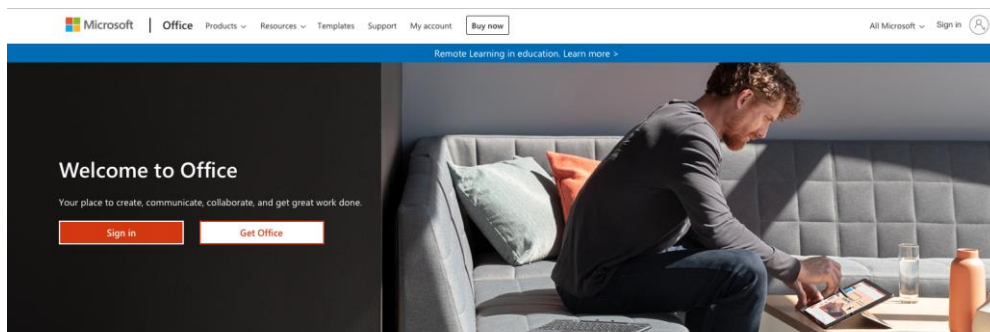 Microsoft | Office Products Resources Templates Support My account Buy now All Microsoft Sign in
Remote Learning in education. Learn more >
Welcome to Office
Your place to create, communicate, collaborate, and get great work done.
Sign in Get Office